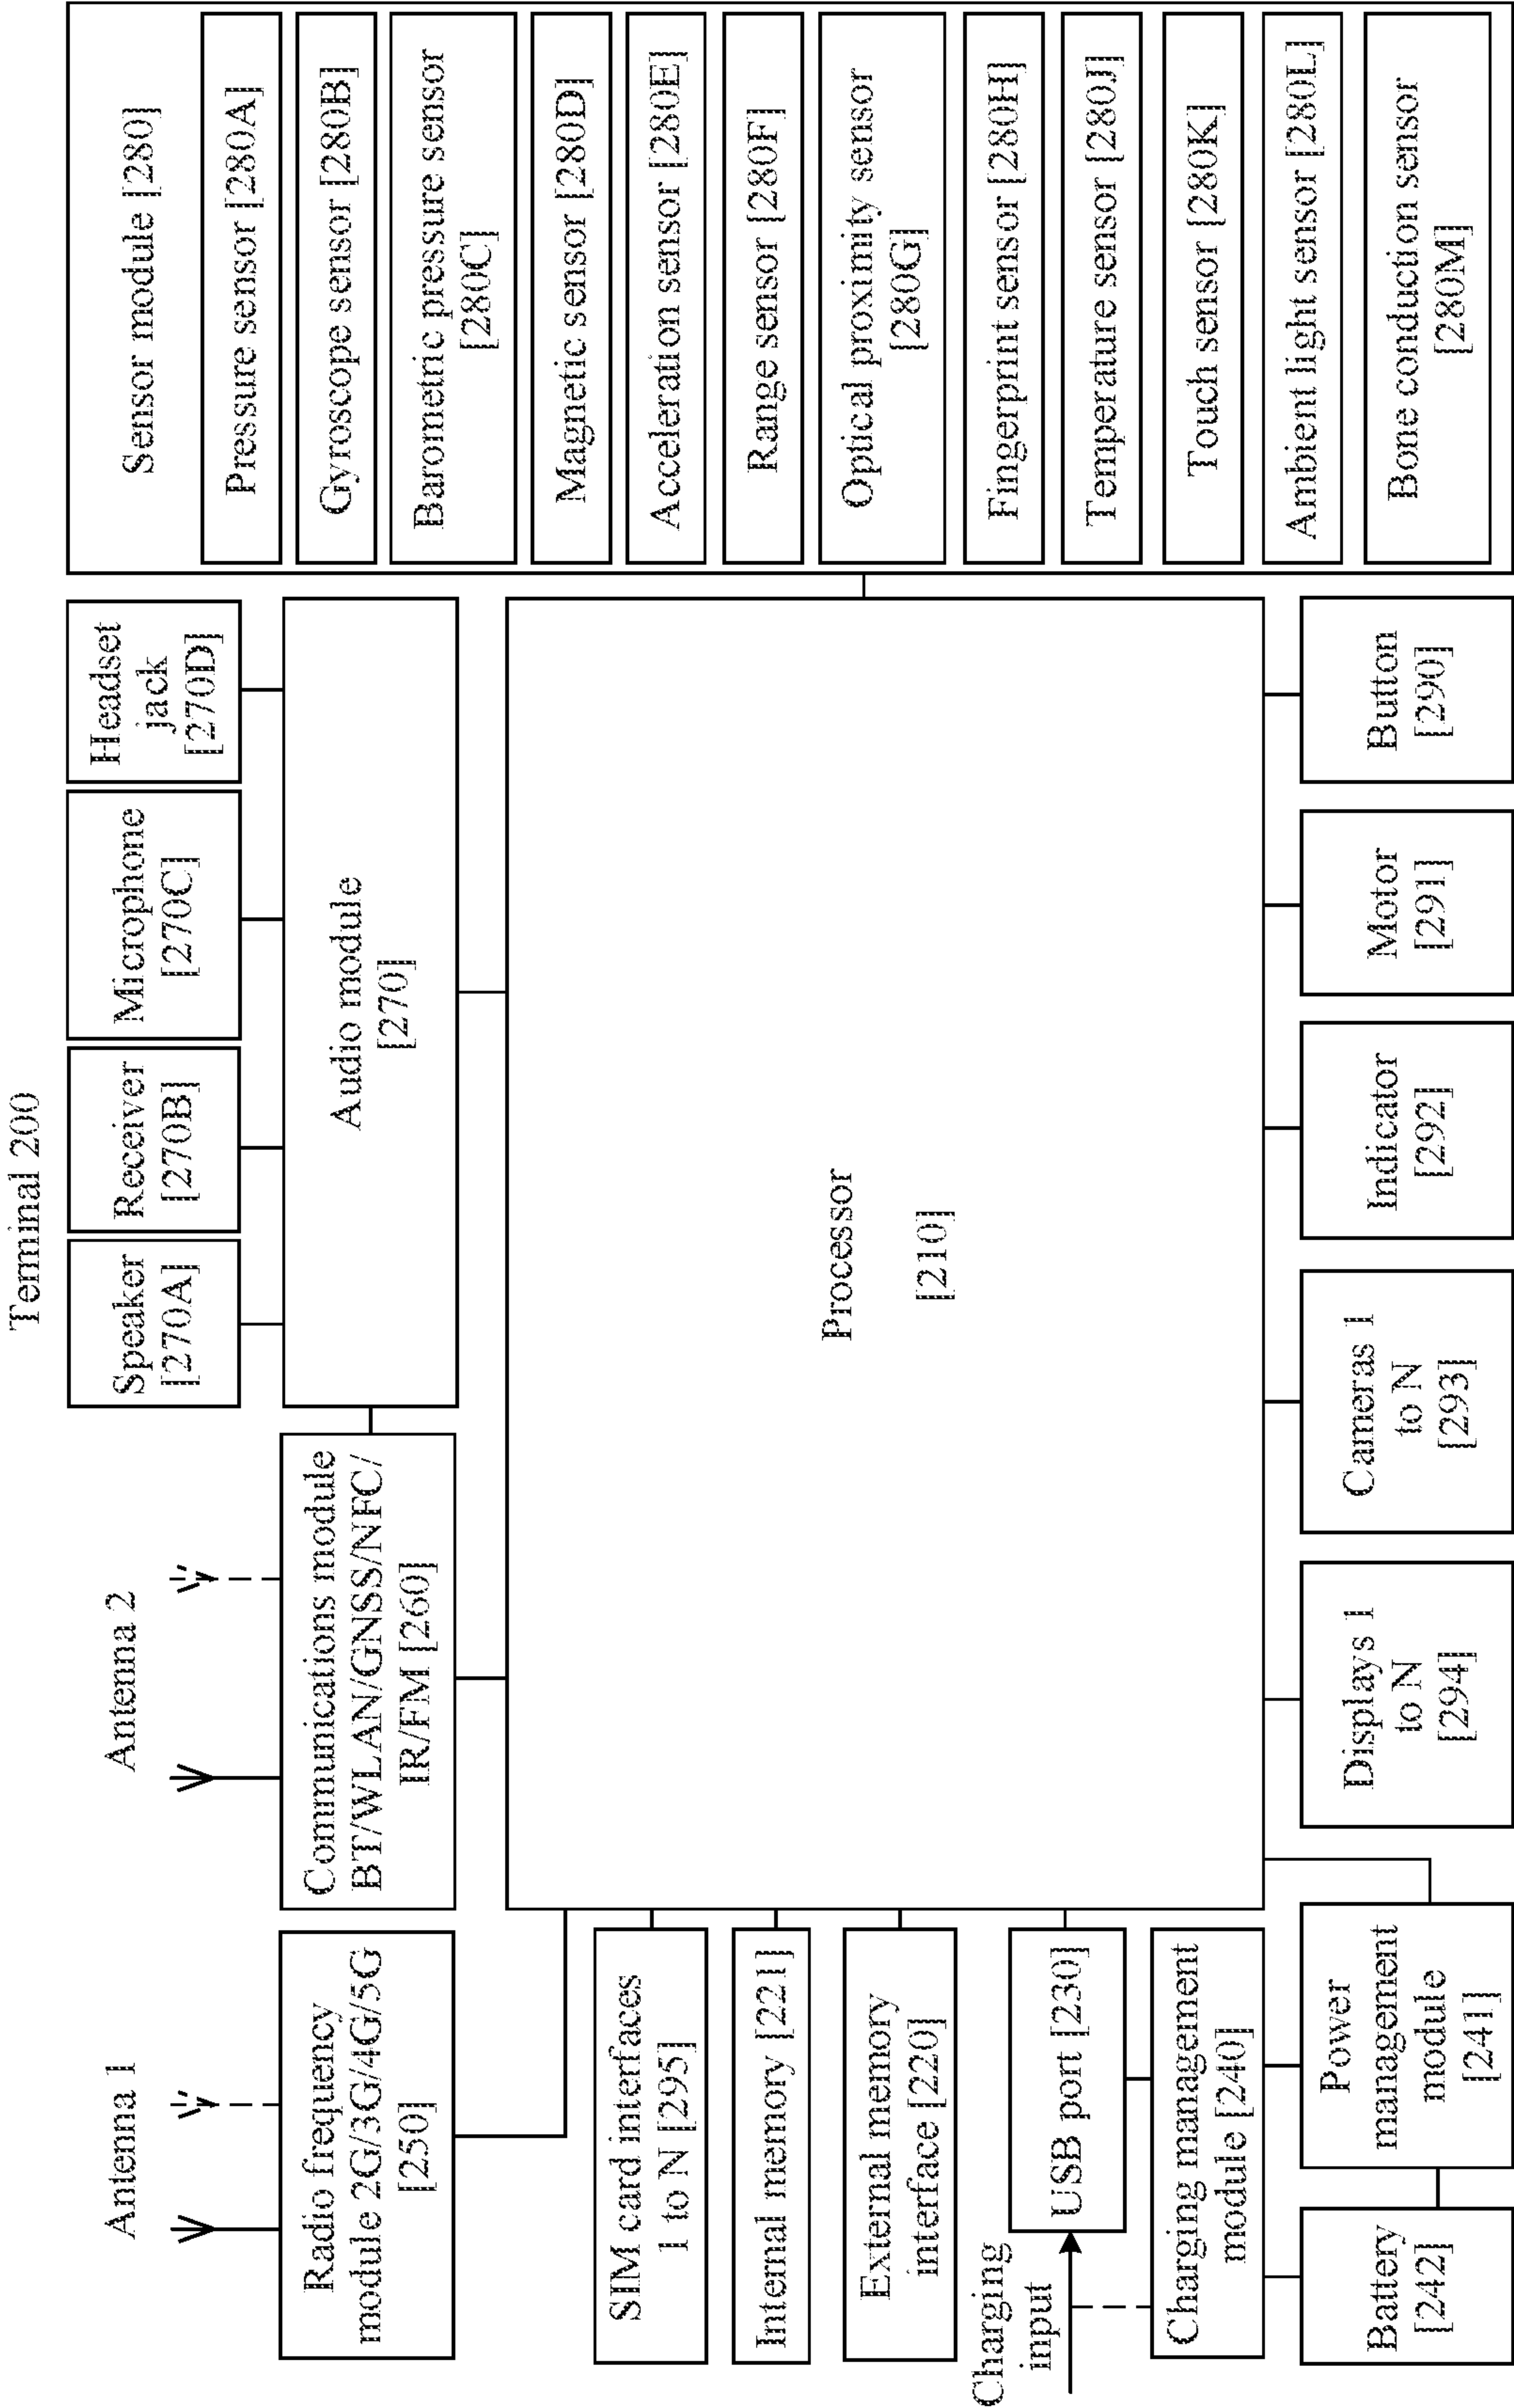 Terminal 200
Antenna 1
Antenna 2
Radio frequency
module 2G/3G/4G/5G
[250]
Communications module
BT/WLAN/GNSS/NFC/
IR/FM [260]
Speaker
[270A]
Receiver
[270B]
Microphone
[270C]
Headset
jack
[270D]
Audio module
[270]
SIM card interfaces
1 to N [295]
Internal memory [221]
External memory
interface [220]
Charging
input
USB port [230]
Charging management
module [240]
Battery
[242]
Power
management
module
[241]
Processor
[210]
Displays 1
to N
[294]
Cameras 1
to N
[293]
Indicator
[292]
Motor
[291]
Button
[290]
Sensor module [280]
Pressure sensor [280A]
Gyroscope sensor [280B]
Barometric pressure sensor
[280C]
Magnetic sensor [280D]
Acceleration sensor [280E]
Range sensor [280F]
Optical proximity sensor
[280G]
Fingerprint sensor [280H]
Temperature sensor [280J]
Touch sensor [280K]
Ambient light sensor [280L]
Bone conduction sensor
[280M]